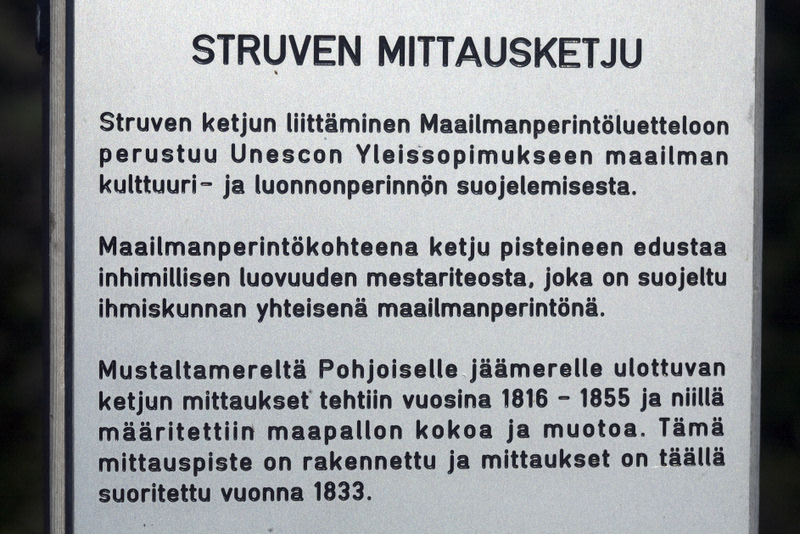 STRUVEN MITTAUSKETJU
Struven ketjun liittäminen Maailmanperintöluetteloon
perustuu Unescon Yleissopimukseen maailman
kulttuuri- ja luonnonperinnön suojelemisesta.
Maailmanperintökohteena ketju pisteineen edustaa
inhimillisen luovuuden mestariteosta, joka on suojeltu
ihmiskunnan yhteisenä maailmanperintönä.
Mustaltamereltä Pohjoiselle jäämerelle ulottuvan
ketjun mittaukset tehtiin vuosina 1816 - 1855 ja niillä
määritettiin maapallon kokoa ja muotoa. Tämä
mittauspiste on rakennettu ja mittaukset on täällä
suoritettu vuonna 1833.